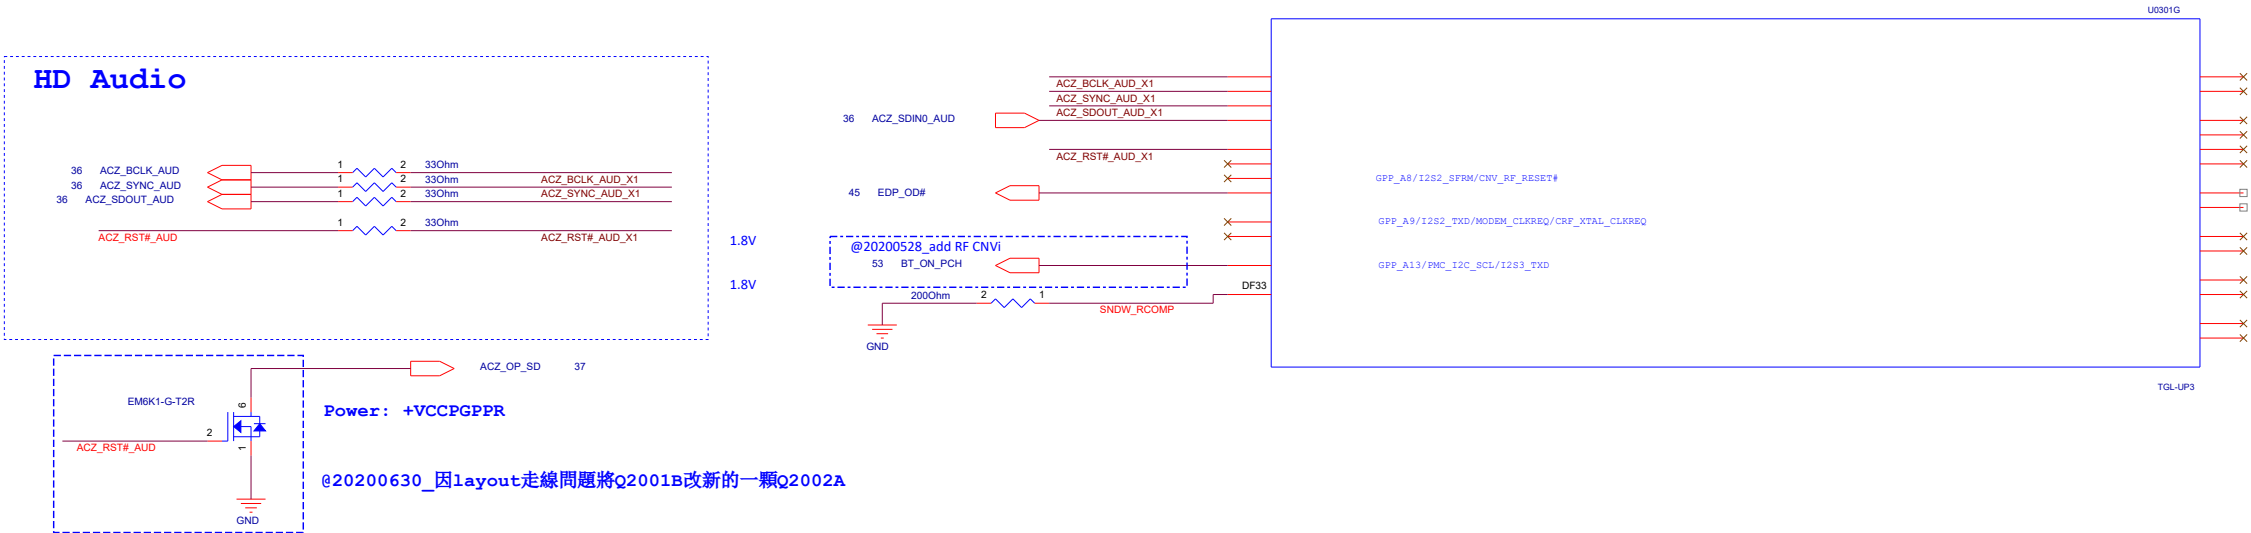 U0301G
HD Audio
ACZ_BCLK_AUD_X1
ACZ_SYNC_AUD_X1
ACZ_SDOUT_AUD_X1
36 ACZ_SDIN0_AUD
ACZ_RST#_AUD_X1
36 ACZ_BCLK_AUD 1 2 33Ohm
ACZ_BCLK_AUD_X1
36 ACZ_SYNC_AUD 1 2 33Ohm
ACZ_SYNC_AUD_X1
36 ACZ_SDOUT_AUD 1 2 33Ohm
1 2 33Ohm
ACZ_RST#_AUD
ACZ_RST#_AUD_X1
GPP_A8/I2S2_SFRM/CNV_RF_RESET#
45 EDP_OD#
GPP_A9/I2S2_TXD/MODEM_CLKREQ/CRF_XTAL_CLKREQ
1.8V
@20200528_add RF CNVi
53 BT_ON_PCH
GPP_A13/PMC_I2C_SCL/I2S3_TXD
1.8V
DF33
200Ohm 2 1
SNDW_RCOMP
GND
ACZ_OP_SD 37
TGL-UP3
EM6K1-G-T2R
6
Power: +VCCPGPPR
2
ACZ_RST#_AUD
1
@20200630_因layout走線問題將Q2001B改新的一顆Q2002A
GND